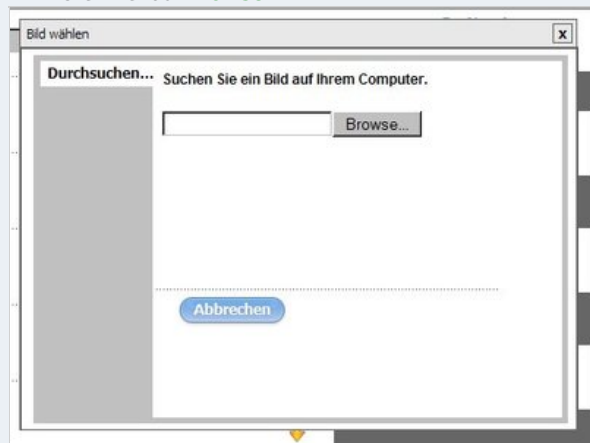 Bild wählen
x
Durchsuchen...
Suchen Sie ein Bild auf Ihrem Computer.
Browse...
Abbrechen